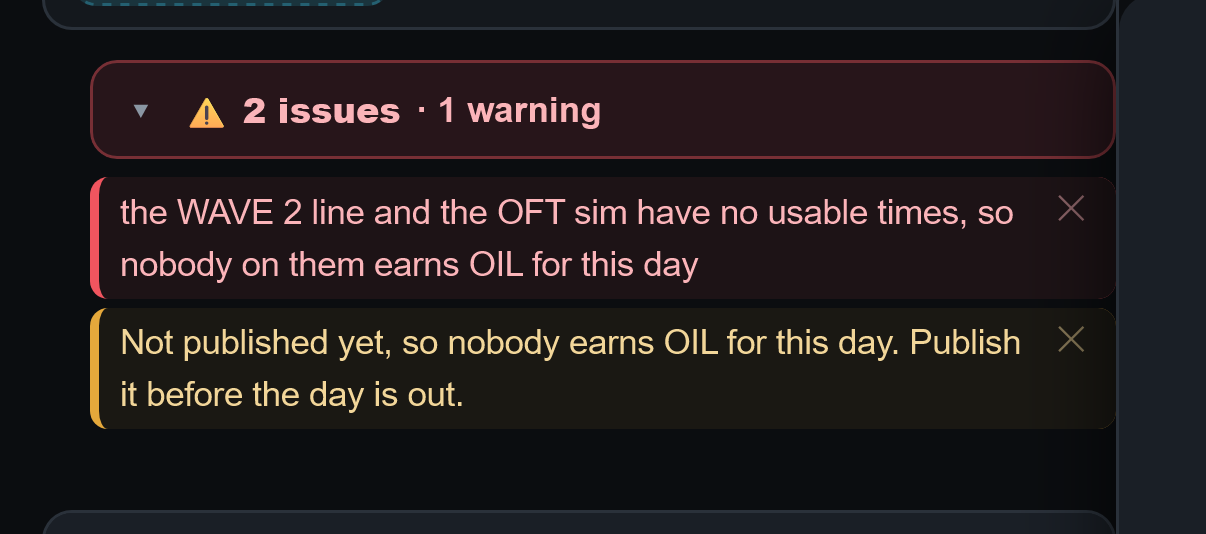 ▼ ⚠️ 2 issues · 1 warning
the WAVE 2 line and the OFT sim have no usable times, so
nobody on them earns OIL for this day
Not published yet, so nobody earns OIL for this day. Publish
it before the day is out.